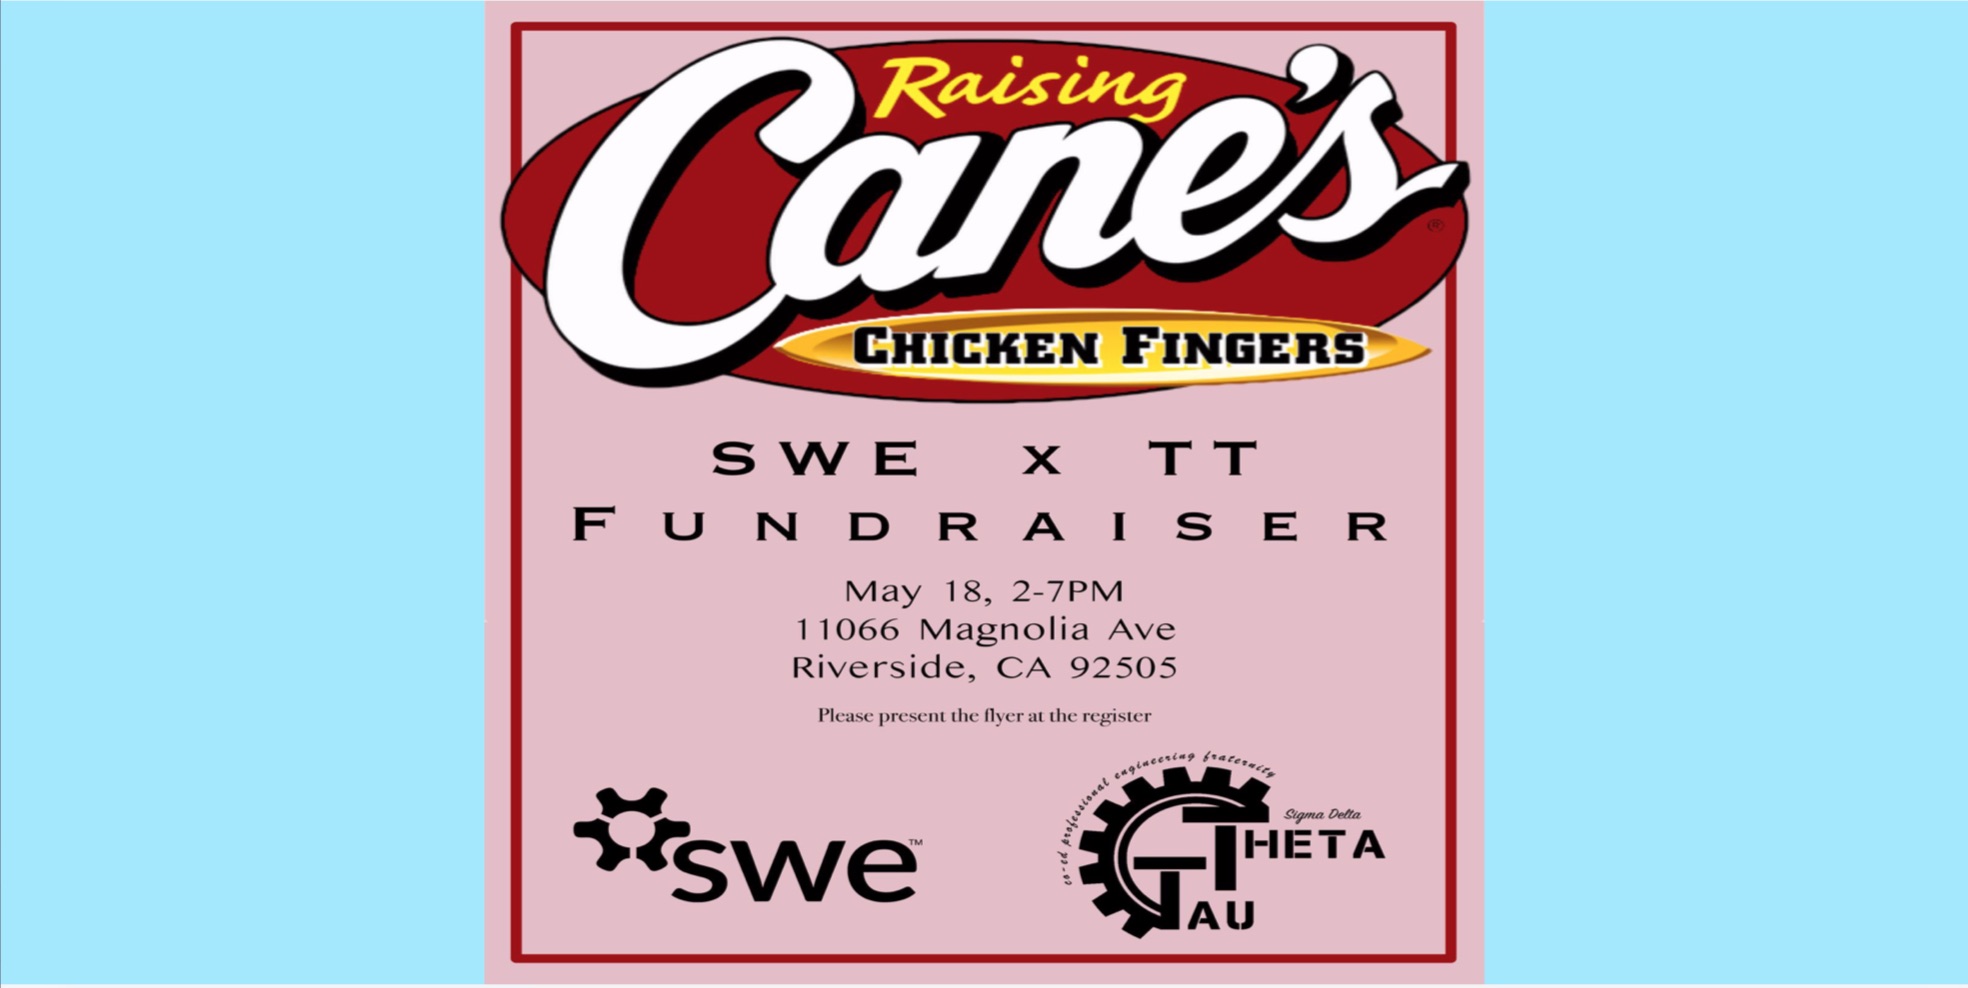 Raising
Cane's
®
CHICKEN FINGERS
SWE x TT
FUNDRAISER
May 18, 2-7PM
11066 Magnolia Ave
Riverside, CA 92505
Please present the flyer at the register
swe™
co-ed professional engineering fraternity
Sigma Delta
THETA
TAU